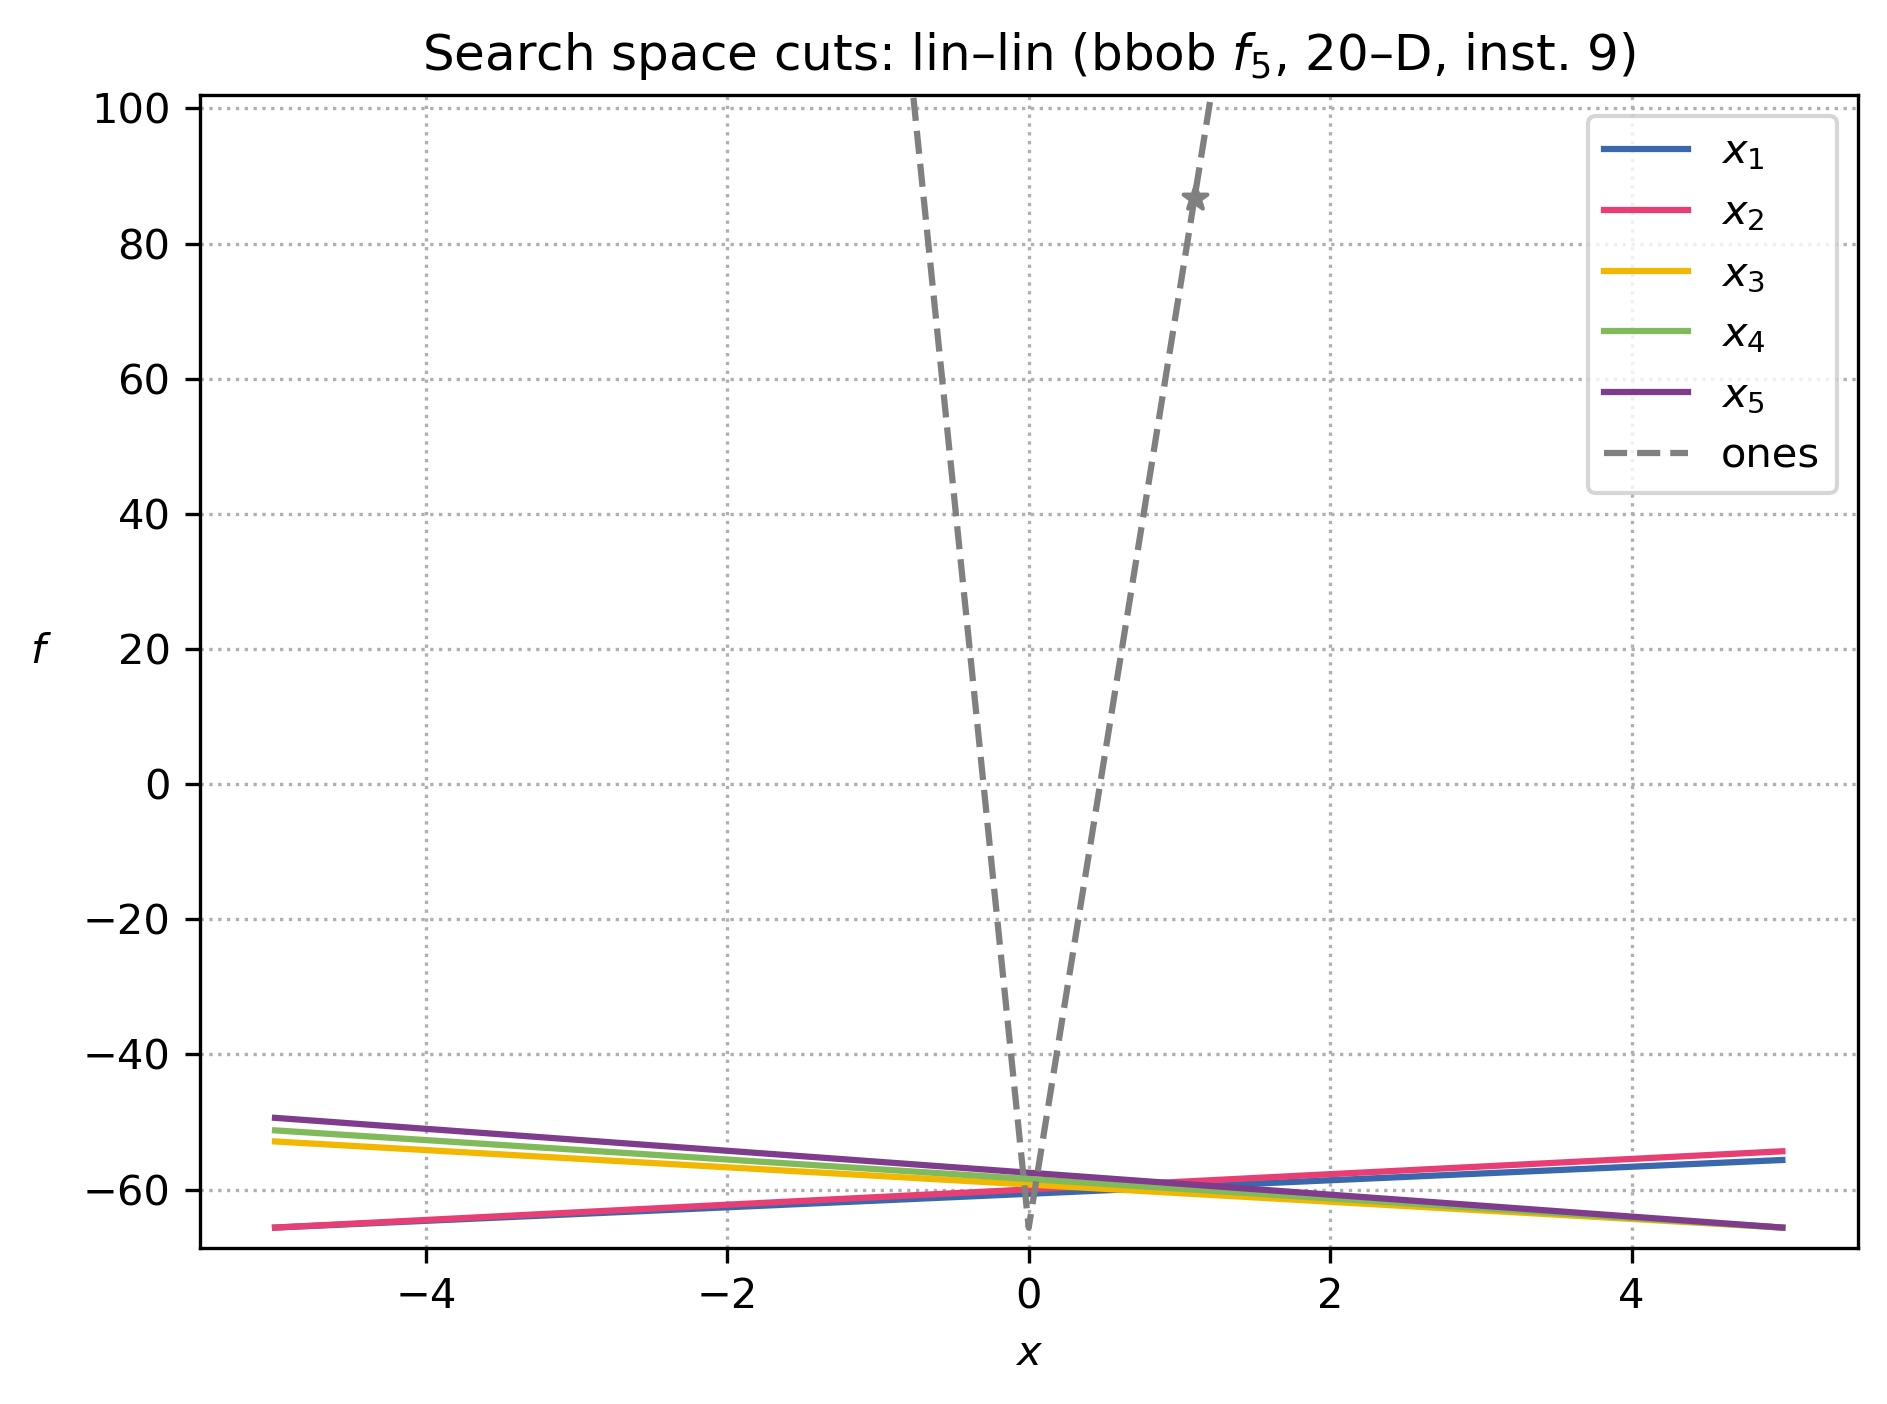 Search space cuts: lin–lin (bbob f₅, 20–D, inst. 9)
100
80
60
40
20
0
−20
−40
−60
f
−4
−2
0
2
4
x
x₁
x₂
x₃
x₄
x₅
ones